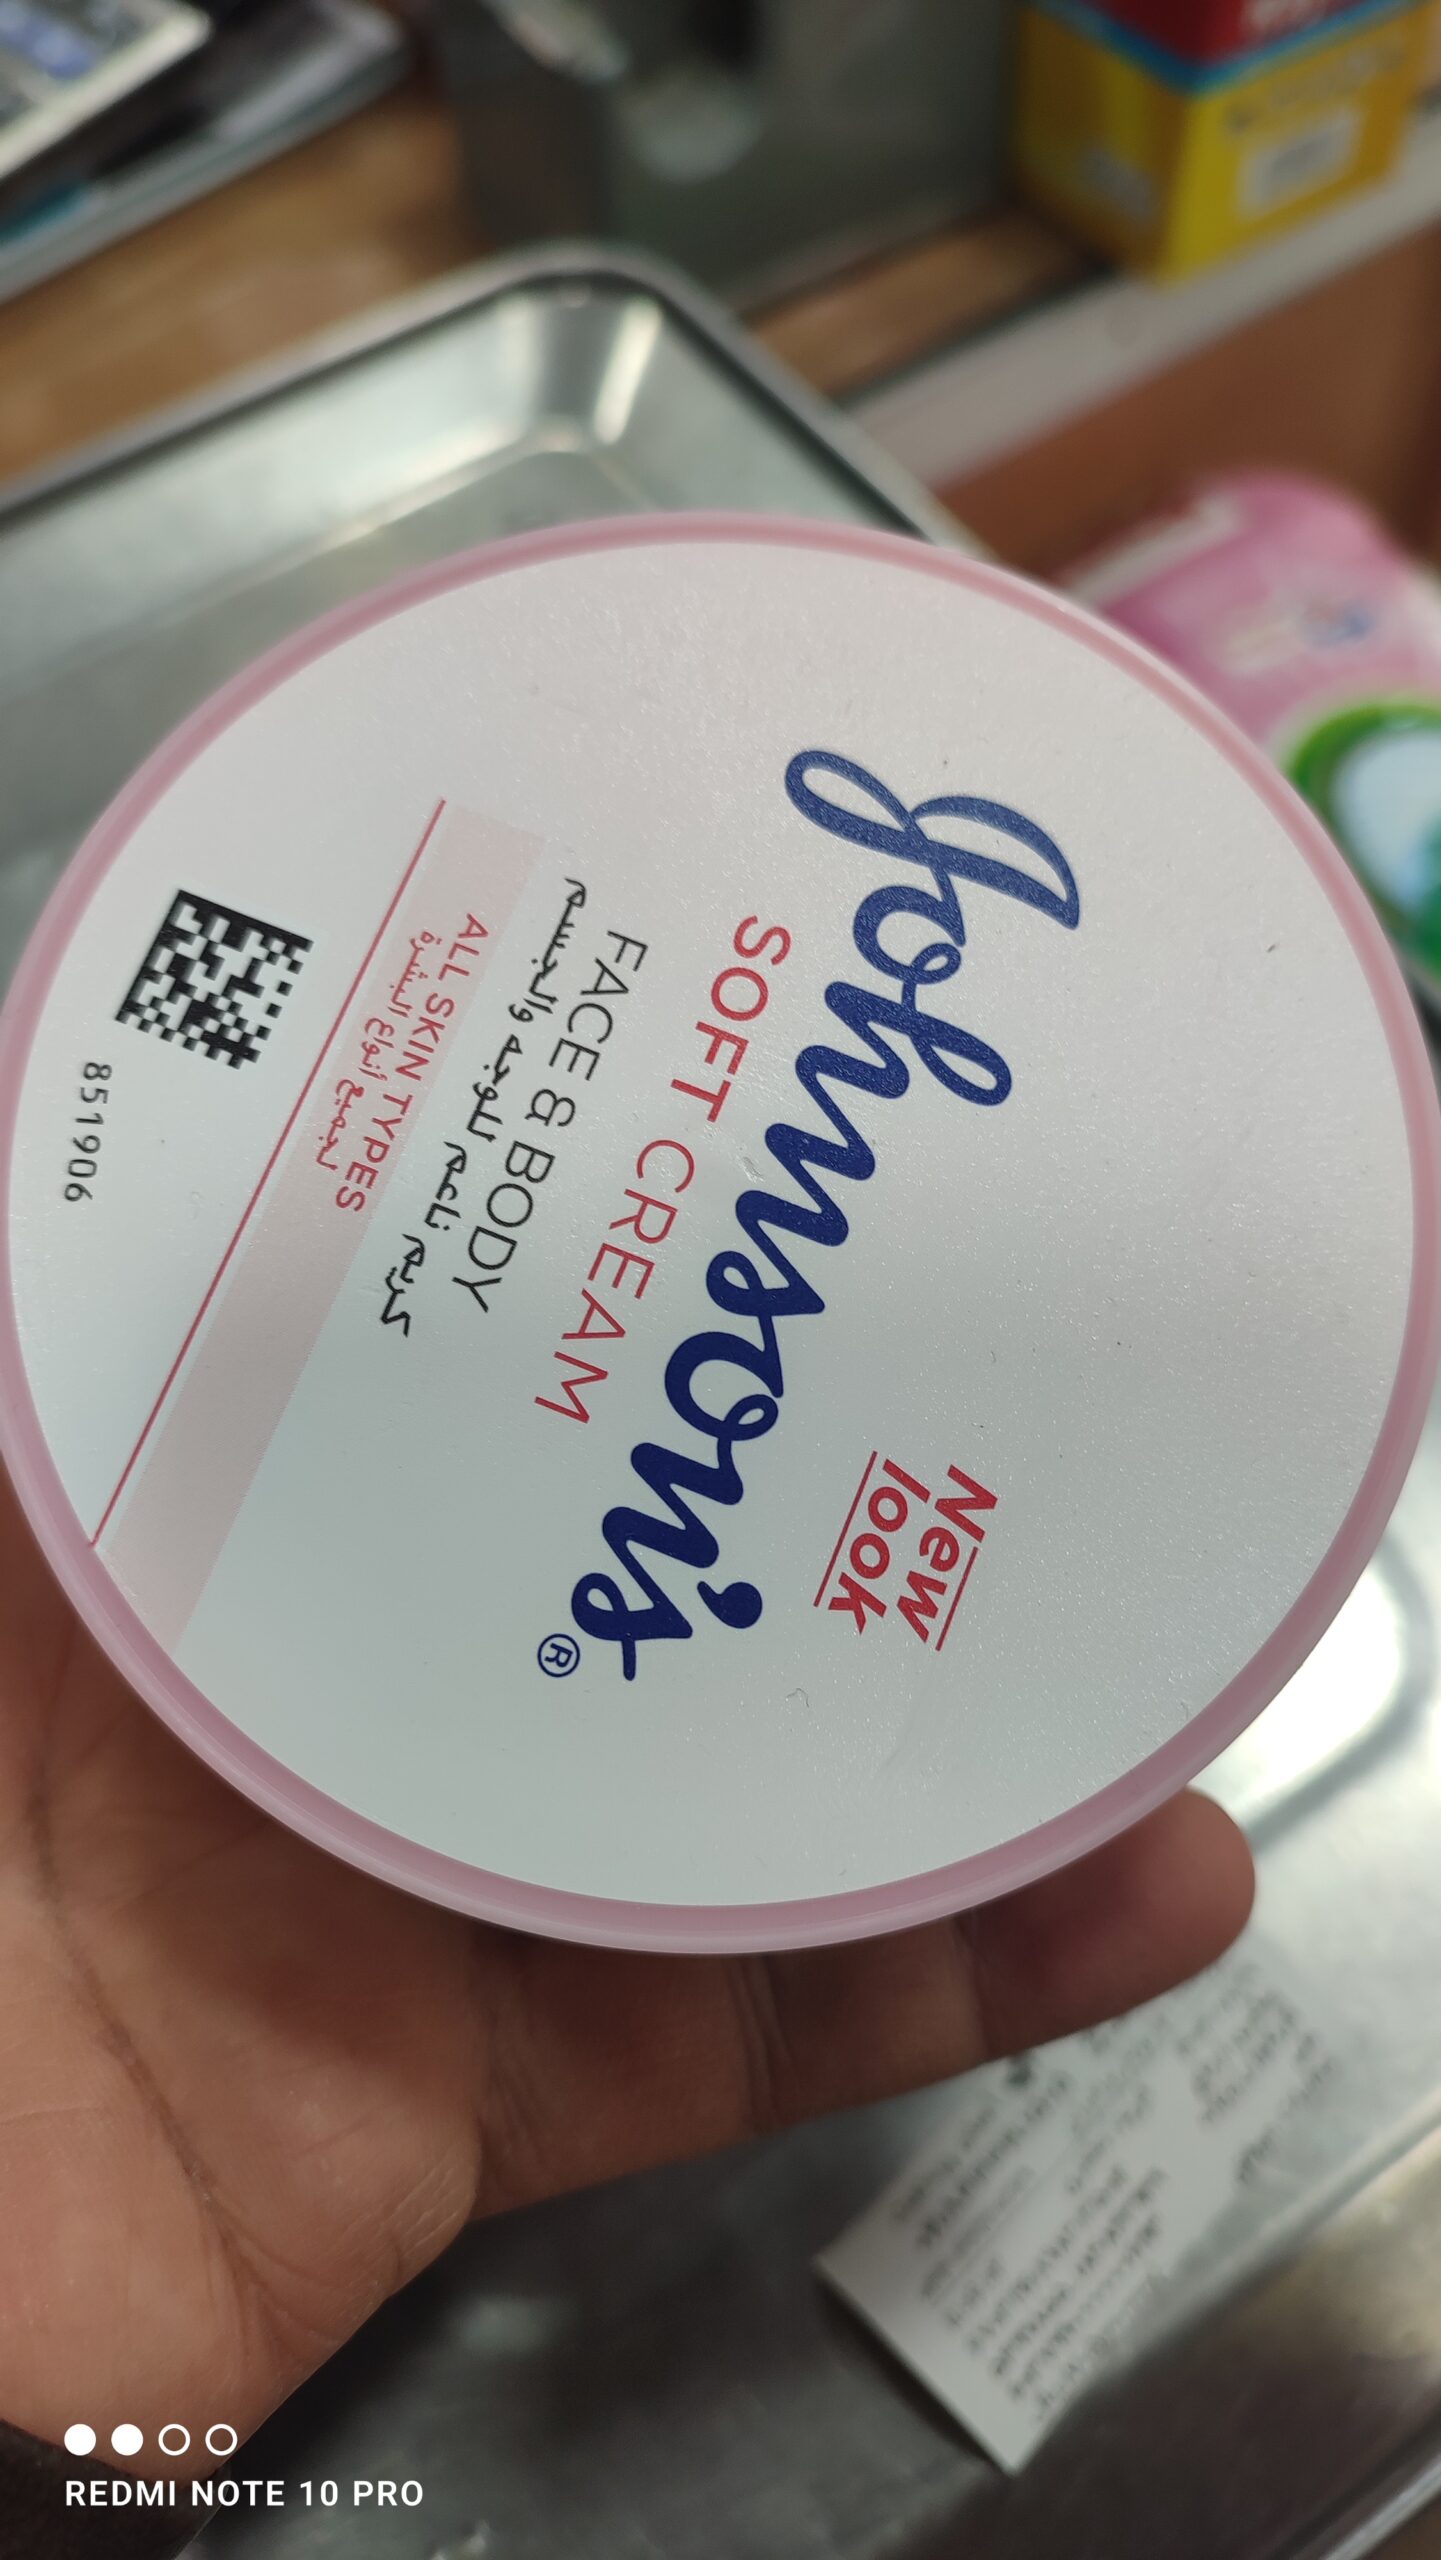 New
look
Johnson's®
SOFT CREAM
FACE & BODY
كريم ناعم للوجه والجسم
ALL SKIN TYPES
لجميع أنواع البشرة
851906
REDMI NOTE 10 PRO